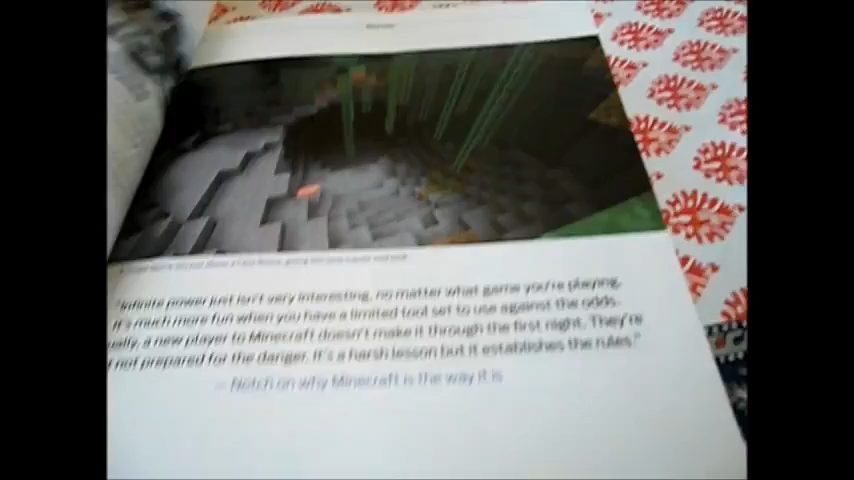 "Infinite power just isn't very interesting, no matter what game you're playing.
It's much more fun when you have a limited tool set to use against the odds.
ually, a new player to Minecraft doesn't make it through the first night. They're
not prepared for the danger. It's a harsh lesson but it establishes the rules."
— Notch on why Minecraft is the way it is